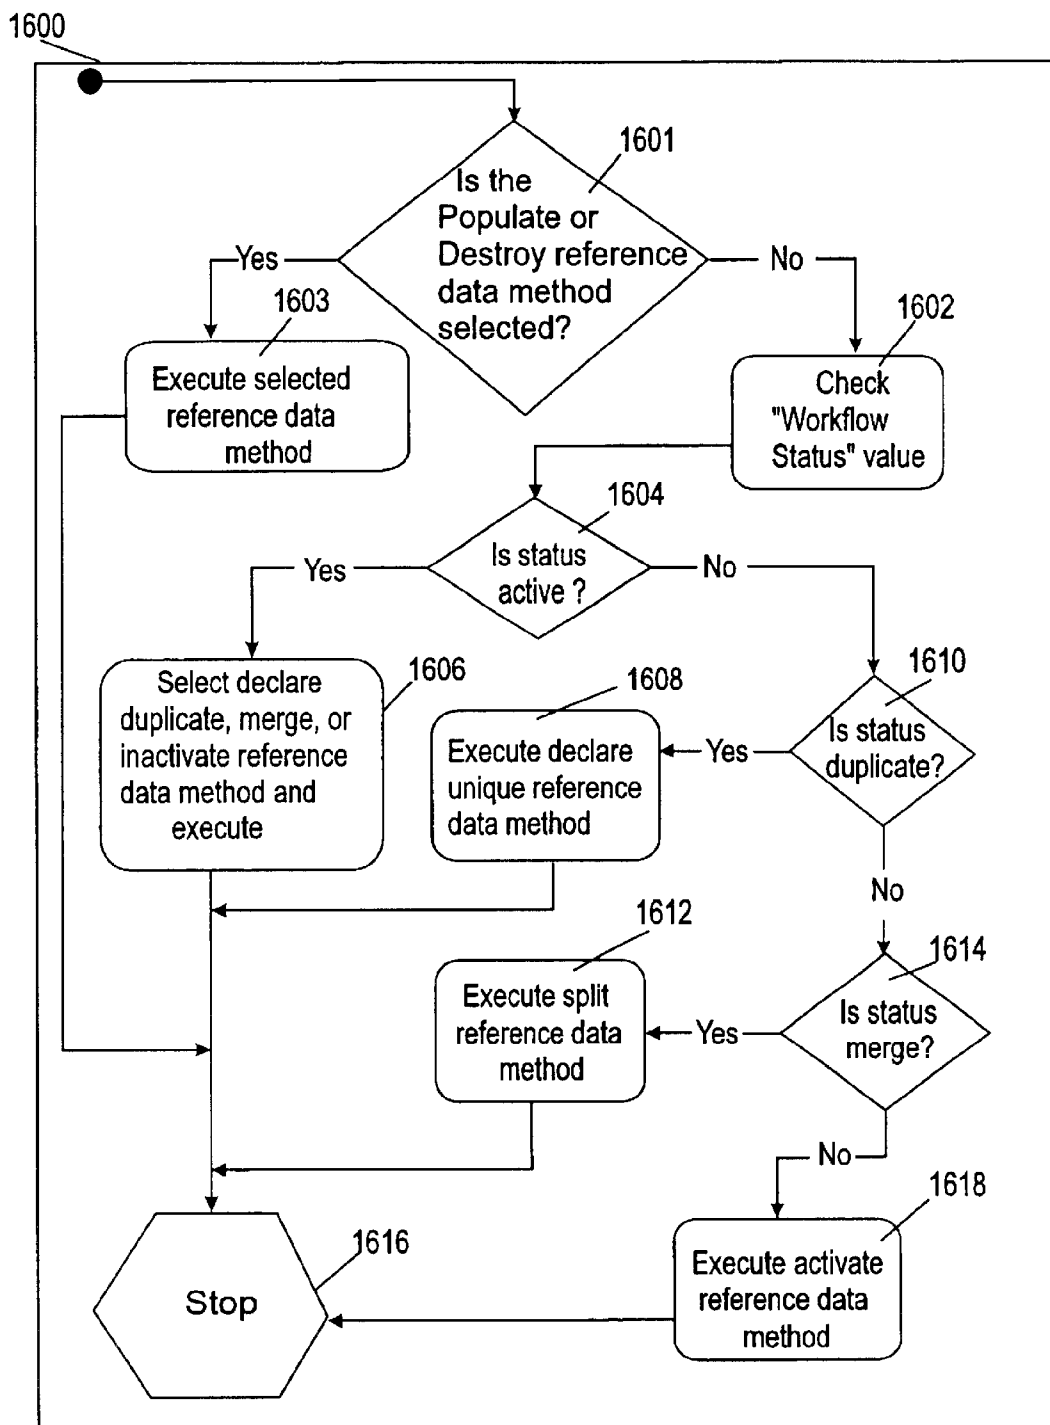 1600
1601
Is the
Populate or
Destroy reference
data method
selected?
Yes
No
1603
Execute selected
reference data
method
1602
Check
"Workflow
Status" value
1604
Is status
active ?
Yes
No
1606
Select declare
duplicate, merge, or
inactivate reference
data method and
execute
1608
Execute declare
unique reference
data method
1610
Is status
duplicate?
Yes
No
1612
Execute split
reference data
method
1614
Is status
merge?
Yes
No
1616
Stop
1618
Execute activate
reference data
method